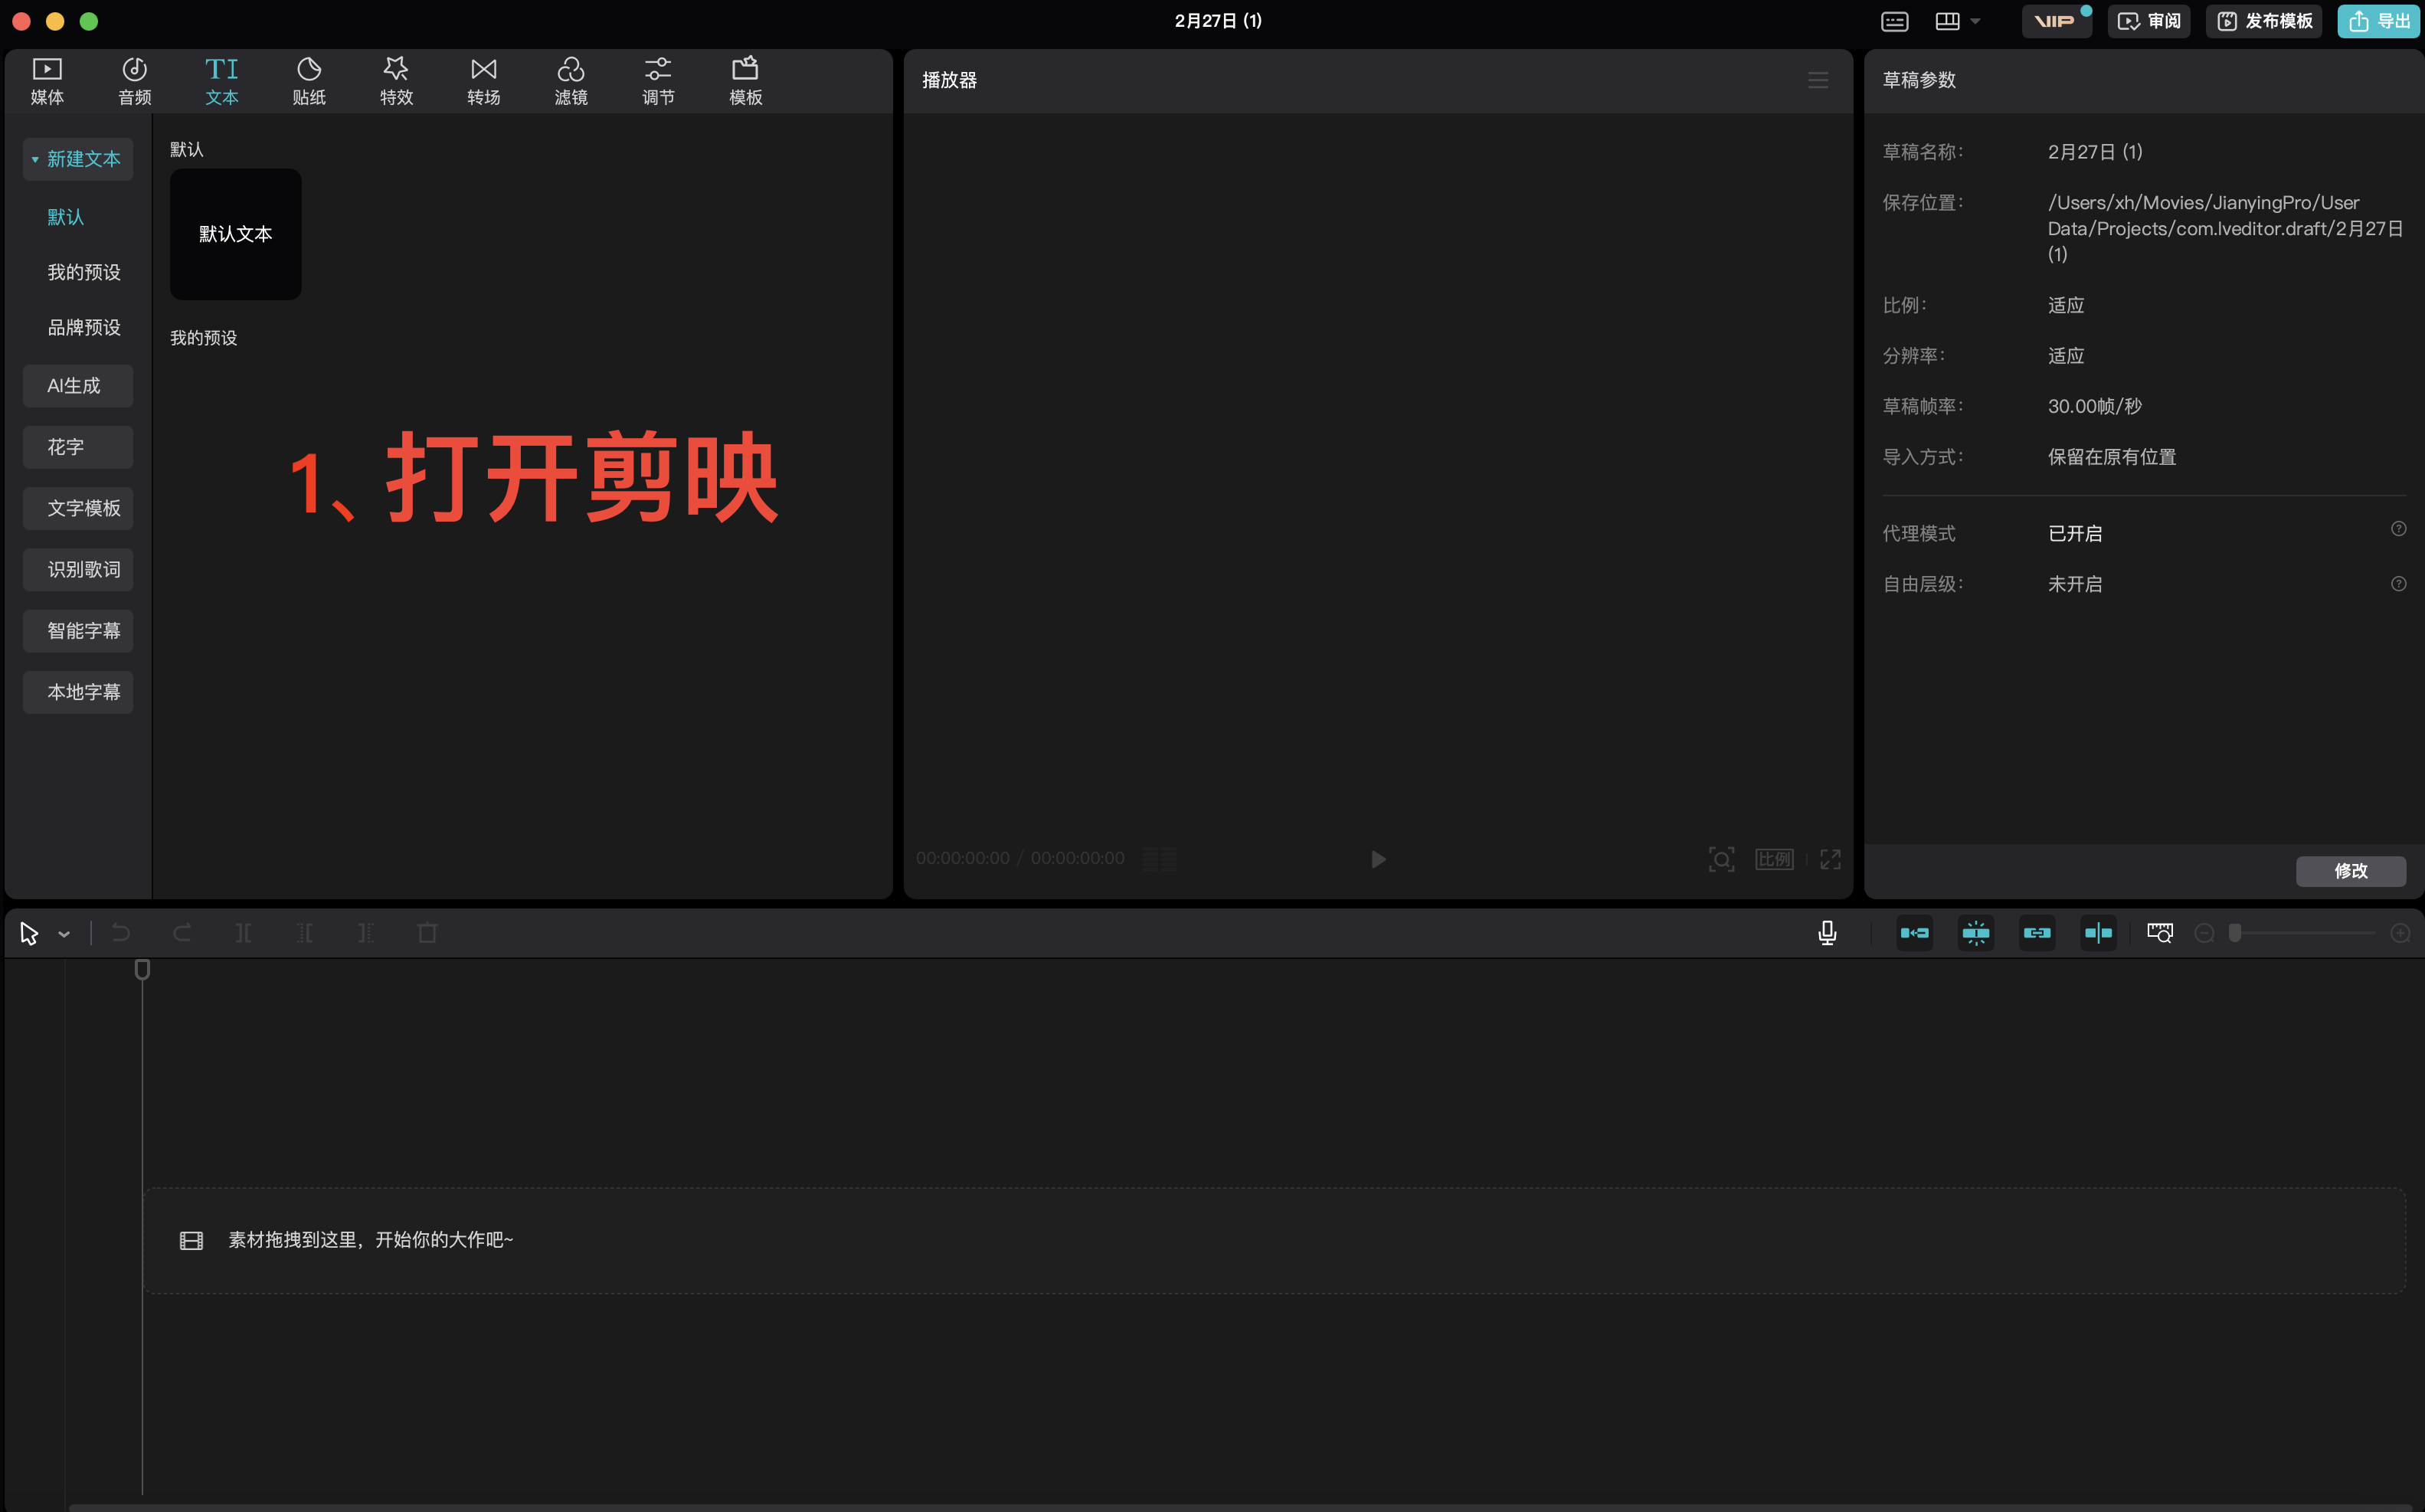 2月27日 (1)
VIP
审阅
发布模板
导出
媒体
音频
TI
文本
贴纸
特效
转场
滤镜
调节
模板
新建文本
默认
我的预设
品牌预设
AI生成
花字
文字模板
识别歌词
智能字幕
本地字幕
默认
默认文本
我的预设
1、打开剪映
播放器
00:00:00:00 / 00:00:00:00
比例
草稿参数
草稿名称：
2月27日 (1)
保存位置：
/Users/xh/Movies/JianyingPro/User
Data/Projects/com.lveditor.draft/2月27日
(1)
比例：
适应
分辨率：
适应
草稿帧率：
30.00帧/秒
导入方式：
保留在原有位置
代理模式
已开启
自由层级：
未开启
修改
素材拖拽到这里，开始你的大作吧~